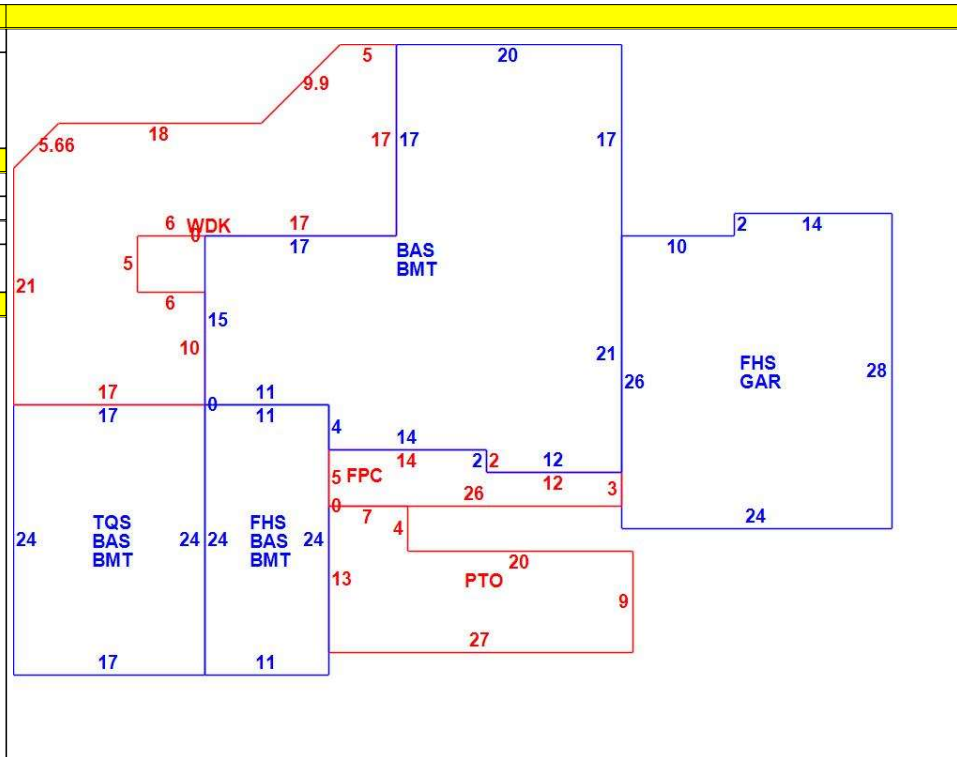 5 20
9.9
18
5.66
17 17 17
2 14
6 WDK 17
0
17 10
BAS
BMT
5
21
6
15
10
21
26
FHS
GAR
28
17 11
17 0 11
4
14 12
14 2 2 12
5 FPC 3
26
0
7
4
24
TQS
BAS
BMT
24 24
FHS
BAS
BMT
24
24
20
13 PTO 9
27
17 11